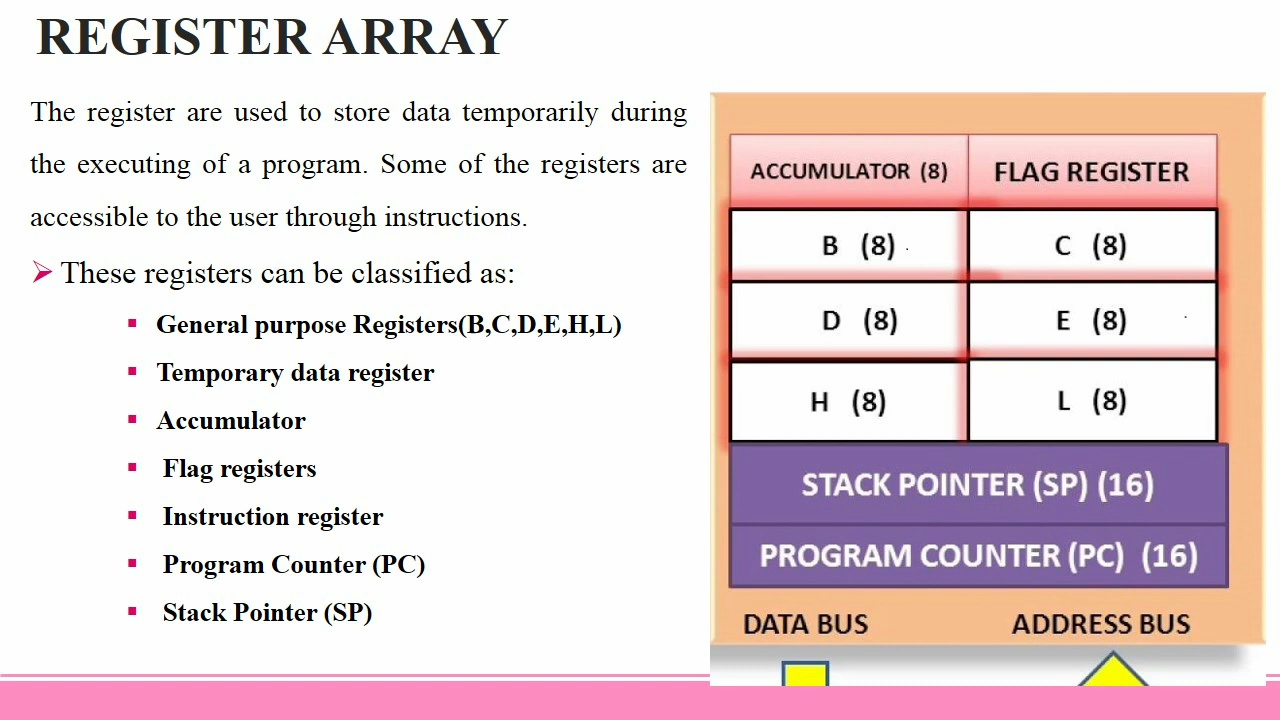 REGISTER ARRAY
The register are used to store data temporarily during
the executing of a program. Some of the registers are
accessible to the user through instructions.
These registers can be classified as:
General purpose Registers(B,C,D,E,H,L)
Temporary data register
Accumulator
Flag registers
Instruction register
Program Counter (PC)
Stack Pointer (SP)
ACCUMULATOR (8) FLAG REGISTER
B (8) C (8)
D (8) E (8)
H (8) L (8)
STACK POINTER (SP) (16)
PROGRAM COUNTER (PC) (16)
DATA BUS ADDRESS BUS